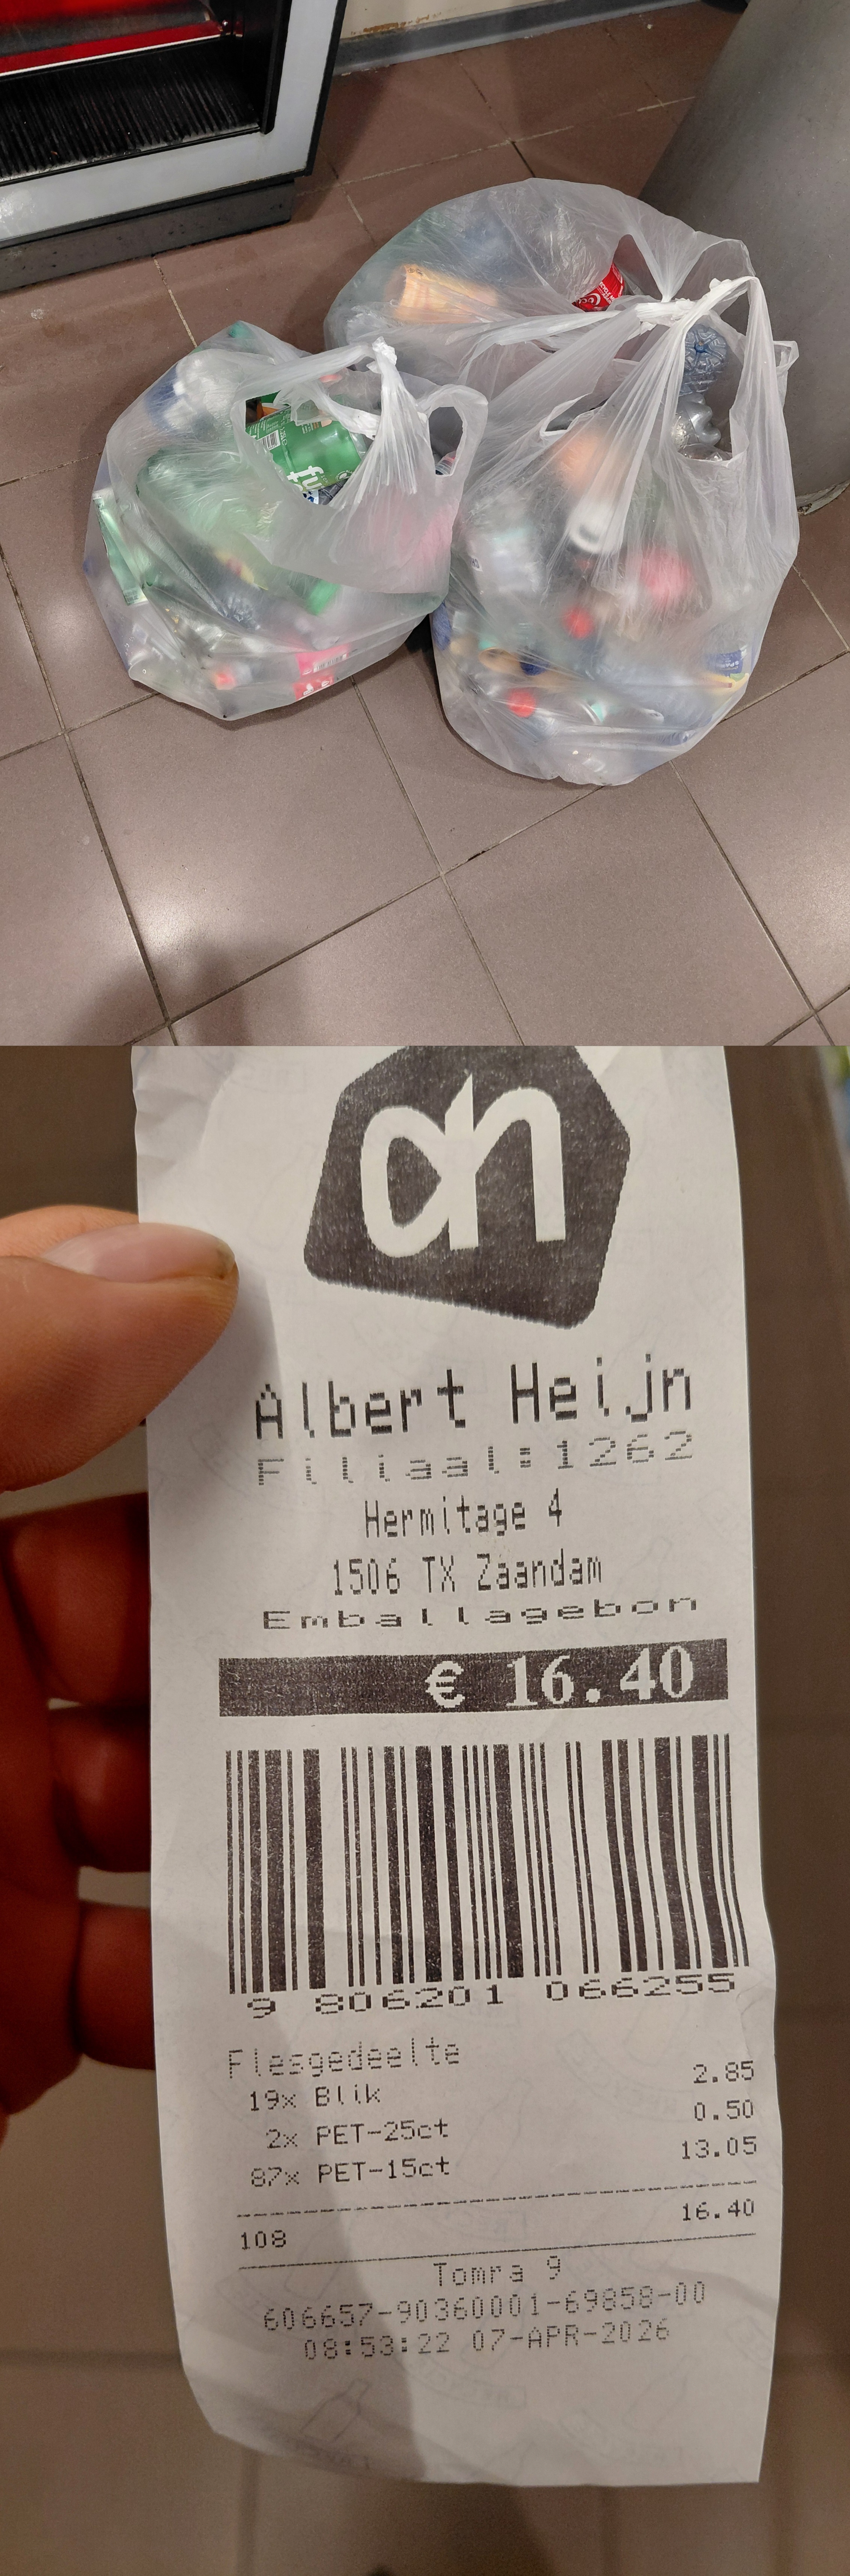 fu
ah
Albert Heijn
Filiaal:1262
Hermitage 4
1506 TX Zaandam
Emballagebon
€ 16.40
9 806201 066255
Flesgedeelte
19x Blik 2.85
2x PET-25ct 0.50
87x PET-15ct 13.05
108 16.40
Tomra 9
606657-90360001-69858-00
08:53:22 07-APR-2026